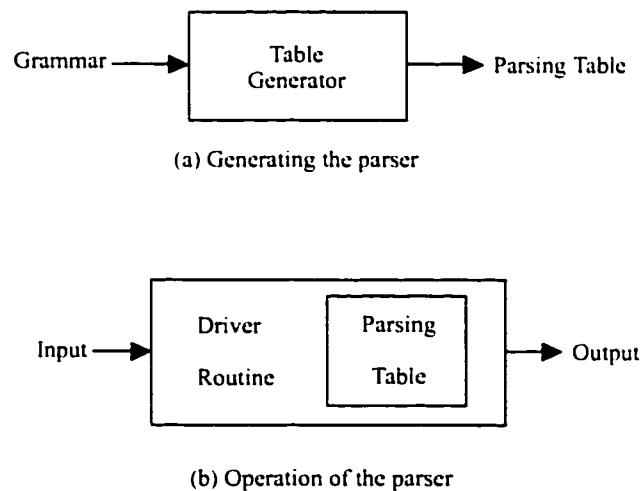 Grammar
Table
Generator
Parsing Table
(a) Generating the parser
Input
Driver
Routine
Parsing
Table
Output
(b) Operation of the parser